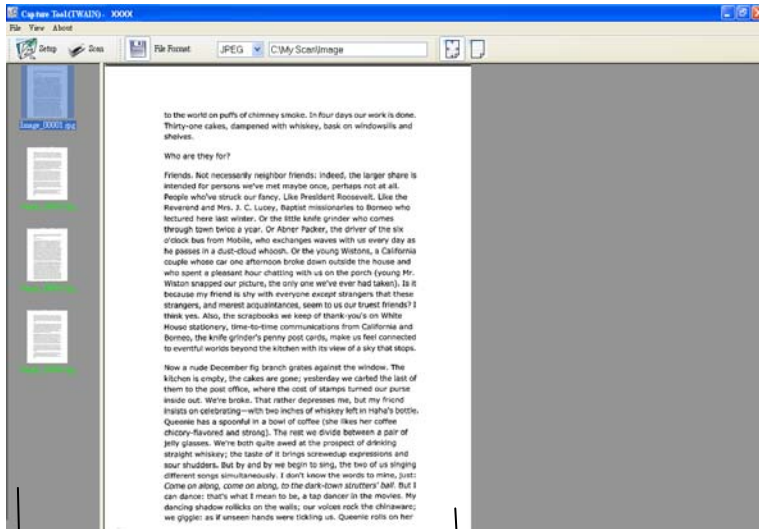 Capture Tool(TWAIN) - XXXX
File View About
Setup Scan File Format: JPEG C:\My Scan\Image
Image_00001.jpg
to the world on puffs of chimney smoke. In four days our work is done.
Thirty-one cakes, dampened with whiskey, bask on windowsills and
shelves.
Who are they for?
Friends. Not necessarily neighbor friends: indeed, the larger share is
intended for persons we've met maybe once, perhaps not at all.
People who've struck our fancy. Like President Roosevelt. Like the
Reverend and Mrs. J. C. Lucey, Baptist missionaries to Borneo who
lectured here last winter. Or the little knife grinder who comes
through town twice a year. Or Abner Packer, the driver of the six
o'clock bus from Mobile, who exchanges waves with us every day as
he passes in a dust-cloud whoosh. Or the young Wistons, a California
couple whose car one afternoon broke down outside the house and
who spent a pleasant hour chatting with us on the porch (young Mr.
Wiston snapped our picture, the only one we've ever had taken). Is it
because my friend is shy with everyone except strangers that these
strangers, and merest acquaintances, seem to us our truest friends? I
think yes. Also, the scrapbooks we keep of thank-you's on White
House stationery, time-to-time communications from California and
Borneo, the knife grinder's penny post cards, make us feel connected
to eventful worlds beyond the kitchen with its view of a sky that stops.
Now a nude December fig branch grates against the window. The
kitchen is empty, the cakes are gone; yesterday we carted the last of
them to the post office, where the cost of stamps turned our purse
inside out. We're broke. That rather depresses me, but my friend
insists on celebrating—with two inches of whiskey left in Haha's bottle.
Queenie has a spoonful in a bowl of coffee (she likes her coffee
chicory-flavored and strong). The rest we divide between a pair of
jelly glasses. We're both quite awed at the prospect of drinking
straight whiskey; the taste of it brings screwedup expressions and
sour shudders. But by and by we begin to sing, the two of us singing
different songs simultaneously. I don't know the words to mine, just:
Come on along, come on along, to the dark-town strutters' ball. But I
can dance: that's what I mean to be, a tap dancer in the movies. My
dancing shadow rollicks on the walls; our voices rock the chinaware;
we giggle: as if unseen hands were tickling us. Queenie rolls on her